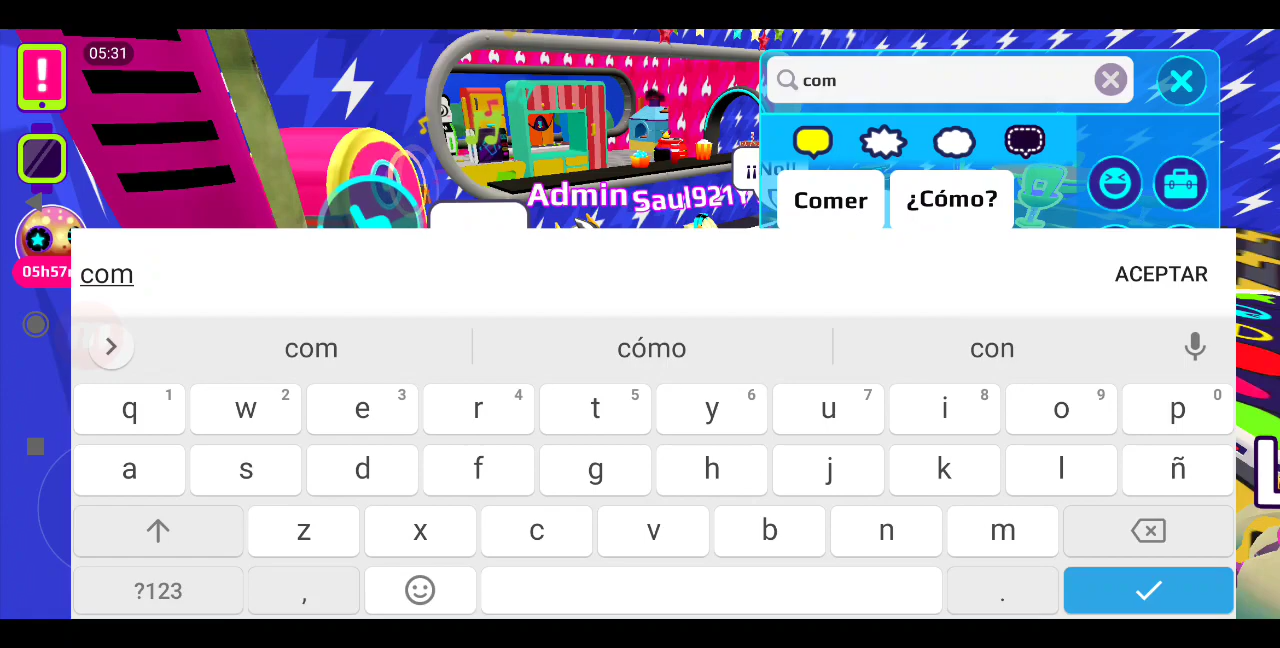 05:31
com
¡¡No!!
Admin Saul921
Comer
¿Cómo?
05h57
com
ACEPTAR
com
cómo
con
q 1 w 2 e 3 r 4 t 5 y 6 u 7 i 8 o 9 p 0
a s d f g h j k l ñ
z x c v b n m
?123 , .